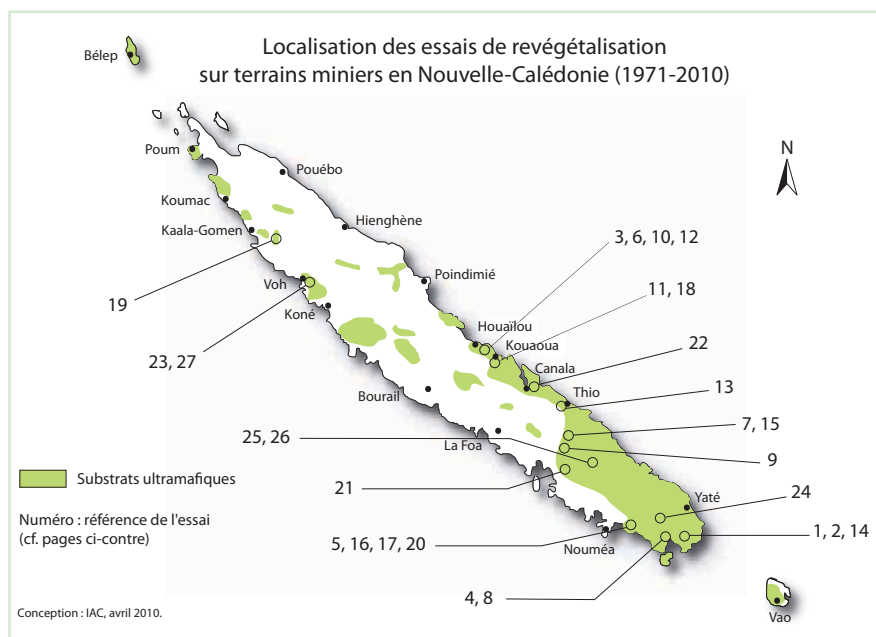 Localisation des essais de revégétalisation
sur terrains miniers en Nouvelle-Calédonie (1971-2010)
Bélep
N
Poum
Pouébo
Koumac
Kaala-Gomen
Hienghène
3, 6, 10, 12
Poindimié
Voh
19
11, 18
Koné
Houaïlou
Kouaoua
22
23, 27
Canala
13
Thio
Bourail
7, 15
25, 26
La Foa
9
Substrats ultramafiques
21
Yaté
24
Numéro : référence de l'essai
(cf. pages ci-contre)
1, 2, 14
5, 16, 17, 20
Nouméa
4, 8
Conception : IAC, avril 2010.
Vao